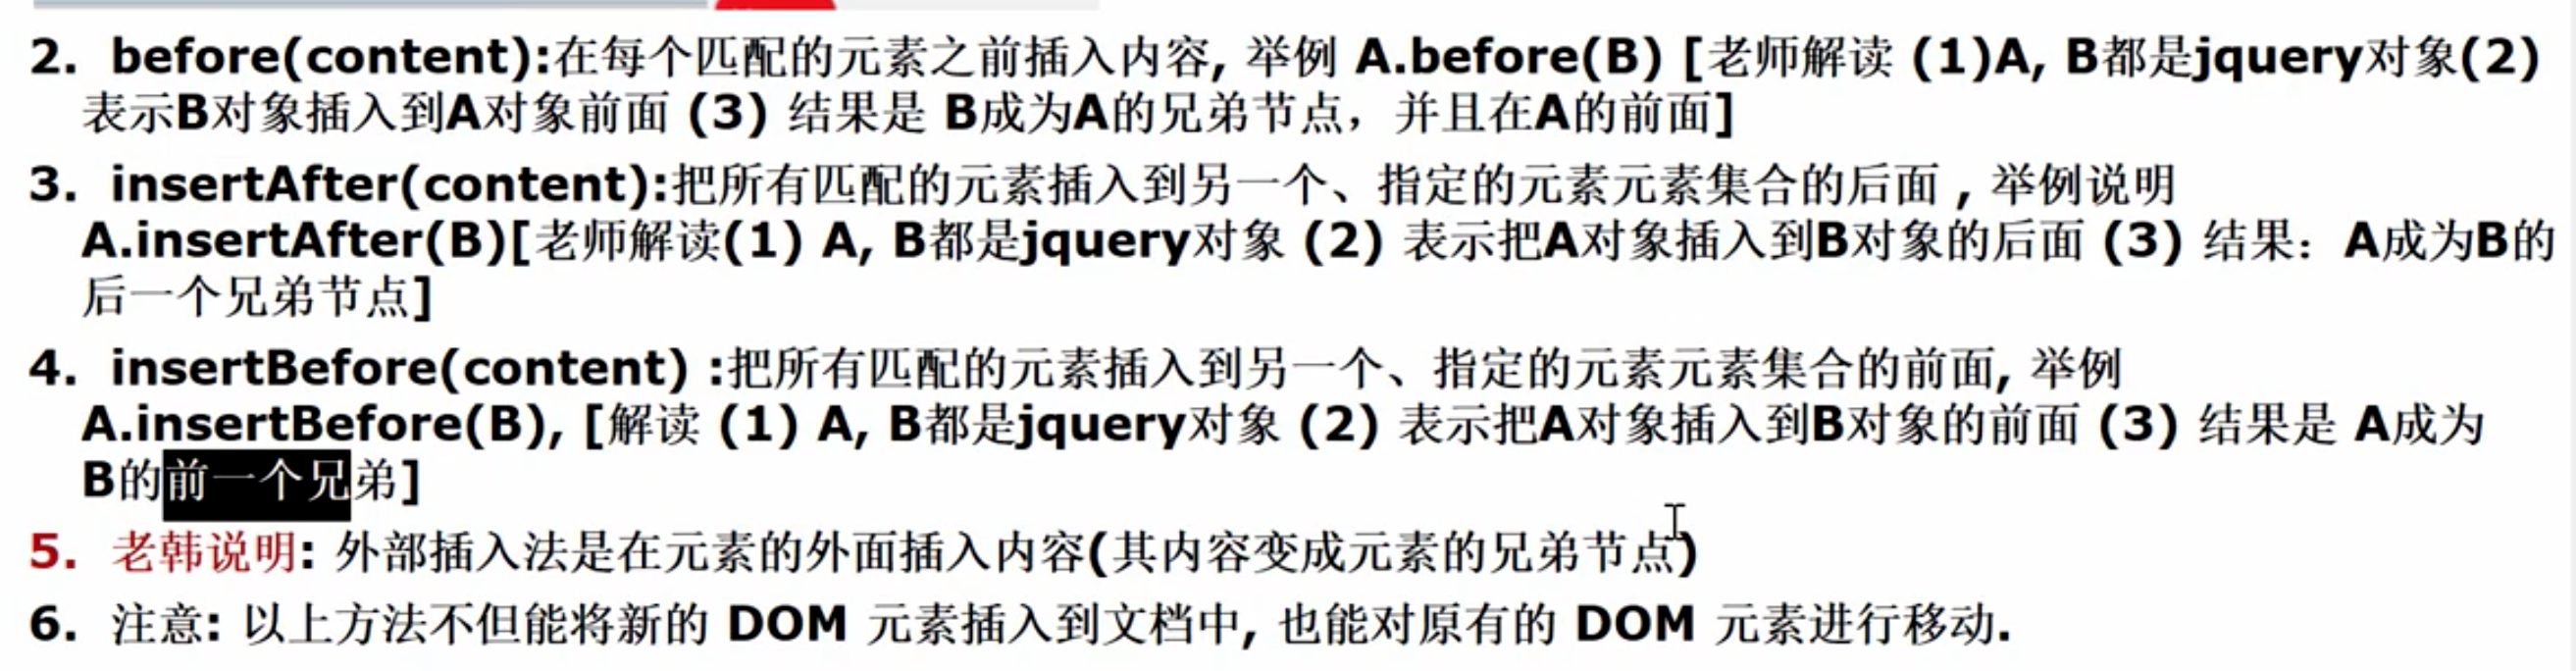 2. before(content):在每个匹配的元素之前插入内容, 举例 A.before(B) [老师解读 (1)A, B都是jquery对象(2)
表示B对象插入到A对象前面 (3) 结果是 B成为A的兄弟节点，并且在A的前面]
3. insertAfter(content):把所有匹配的元素插入到另一个、指定的元素元素集合的后面 , 举例说明
A.insertAfter(B)[老师解读(1) A, B都是jquery对象 (2) 表示把A对象插入到B对象的后面 (3) 结果：A成为B的
后一个兄弟节点]
4. insertBefore(content) :把所有匹配的元素插入到另一个、指定的元素元素集合的前面, 举例
A.insertBefore(B), [解读 (1) A, B都是jquery对象 (2) 表示把A对象插入到B对象的前面 (3) 结果是 A成为
B的前一个兄弟]
5. 老韩说明: 外部插入法是在元素的外面插入内容(其内容变成元素的兄弟节点)
6. 注意: 以上方法不但能将新的 DOM 元素插入到文档中, 也能对原有的 DOM 元素进行移动.